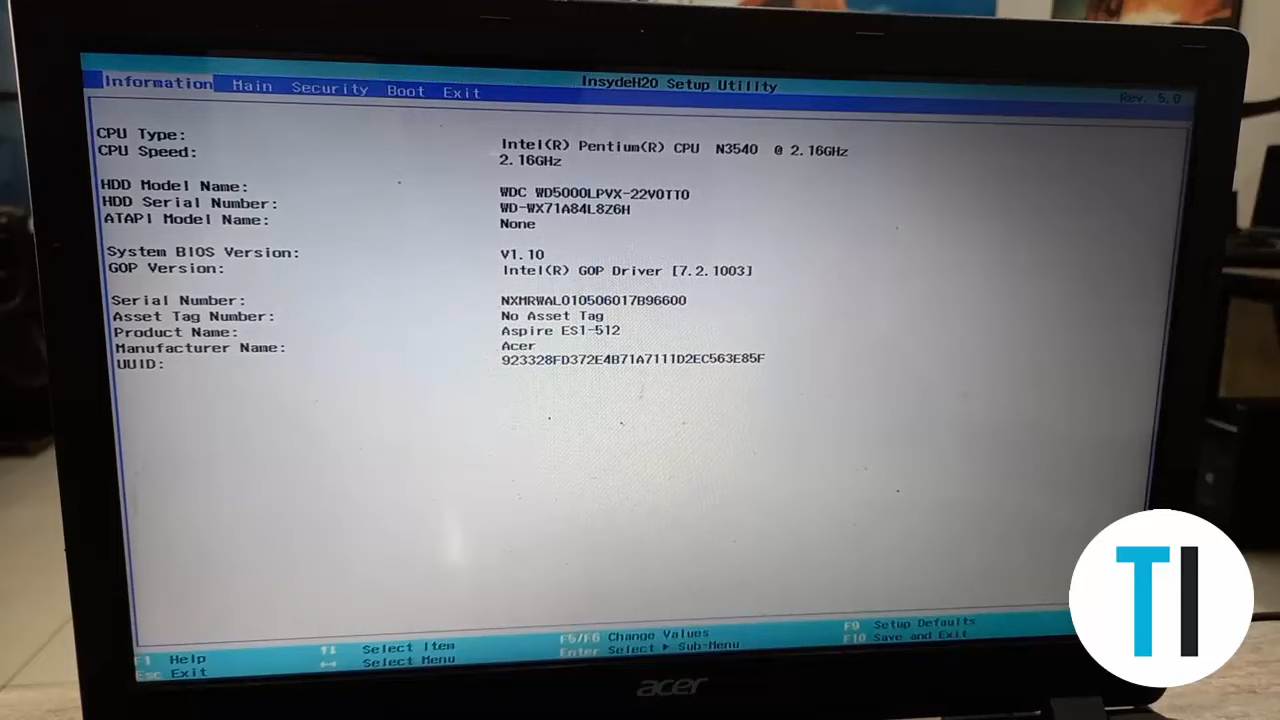 InsydeH20 Setup Utility
Rev. 5.0
Information Main Security Boot Exit
CPU Type: Intel(R) Pentium(R) CPU N3540 @ 2.16GHz
CPU Speed: 2.16GHz
HDD Model Name: WDC WD5000LPVX-22V0TT0
HDD Serial Number: WD-WX71A84L8Z6H
ATAPI Model Name: None
System BIOS Version: V1.10
GOP Version: Intel(R) GOP Driver [7.2.1003]
Serial Number: NXMRWAL010506017B96600
Asset Tag Number: No Asset Tag
Product Name: Aspire ES1-512
Manufacturer Name: Acer
UUID: 923328FD372E4B71A7111D2EC563E85F
F1 Help ↑↓ Select Item F5/F6 Change Values F9 Setup Defaults
Esc Exit ↔ Select Menu Enter Select ▶ Sub-Menu F10 Save and Exit
acer
TI